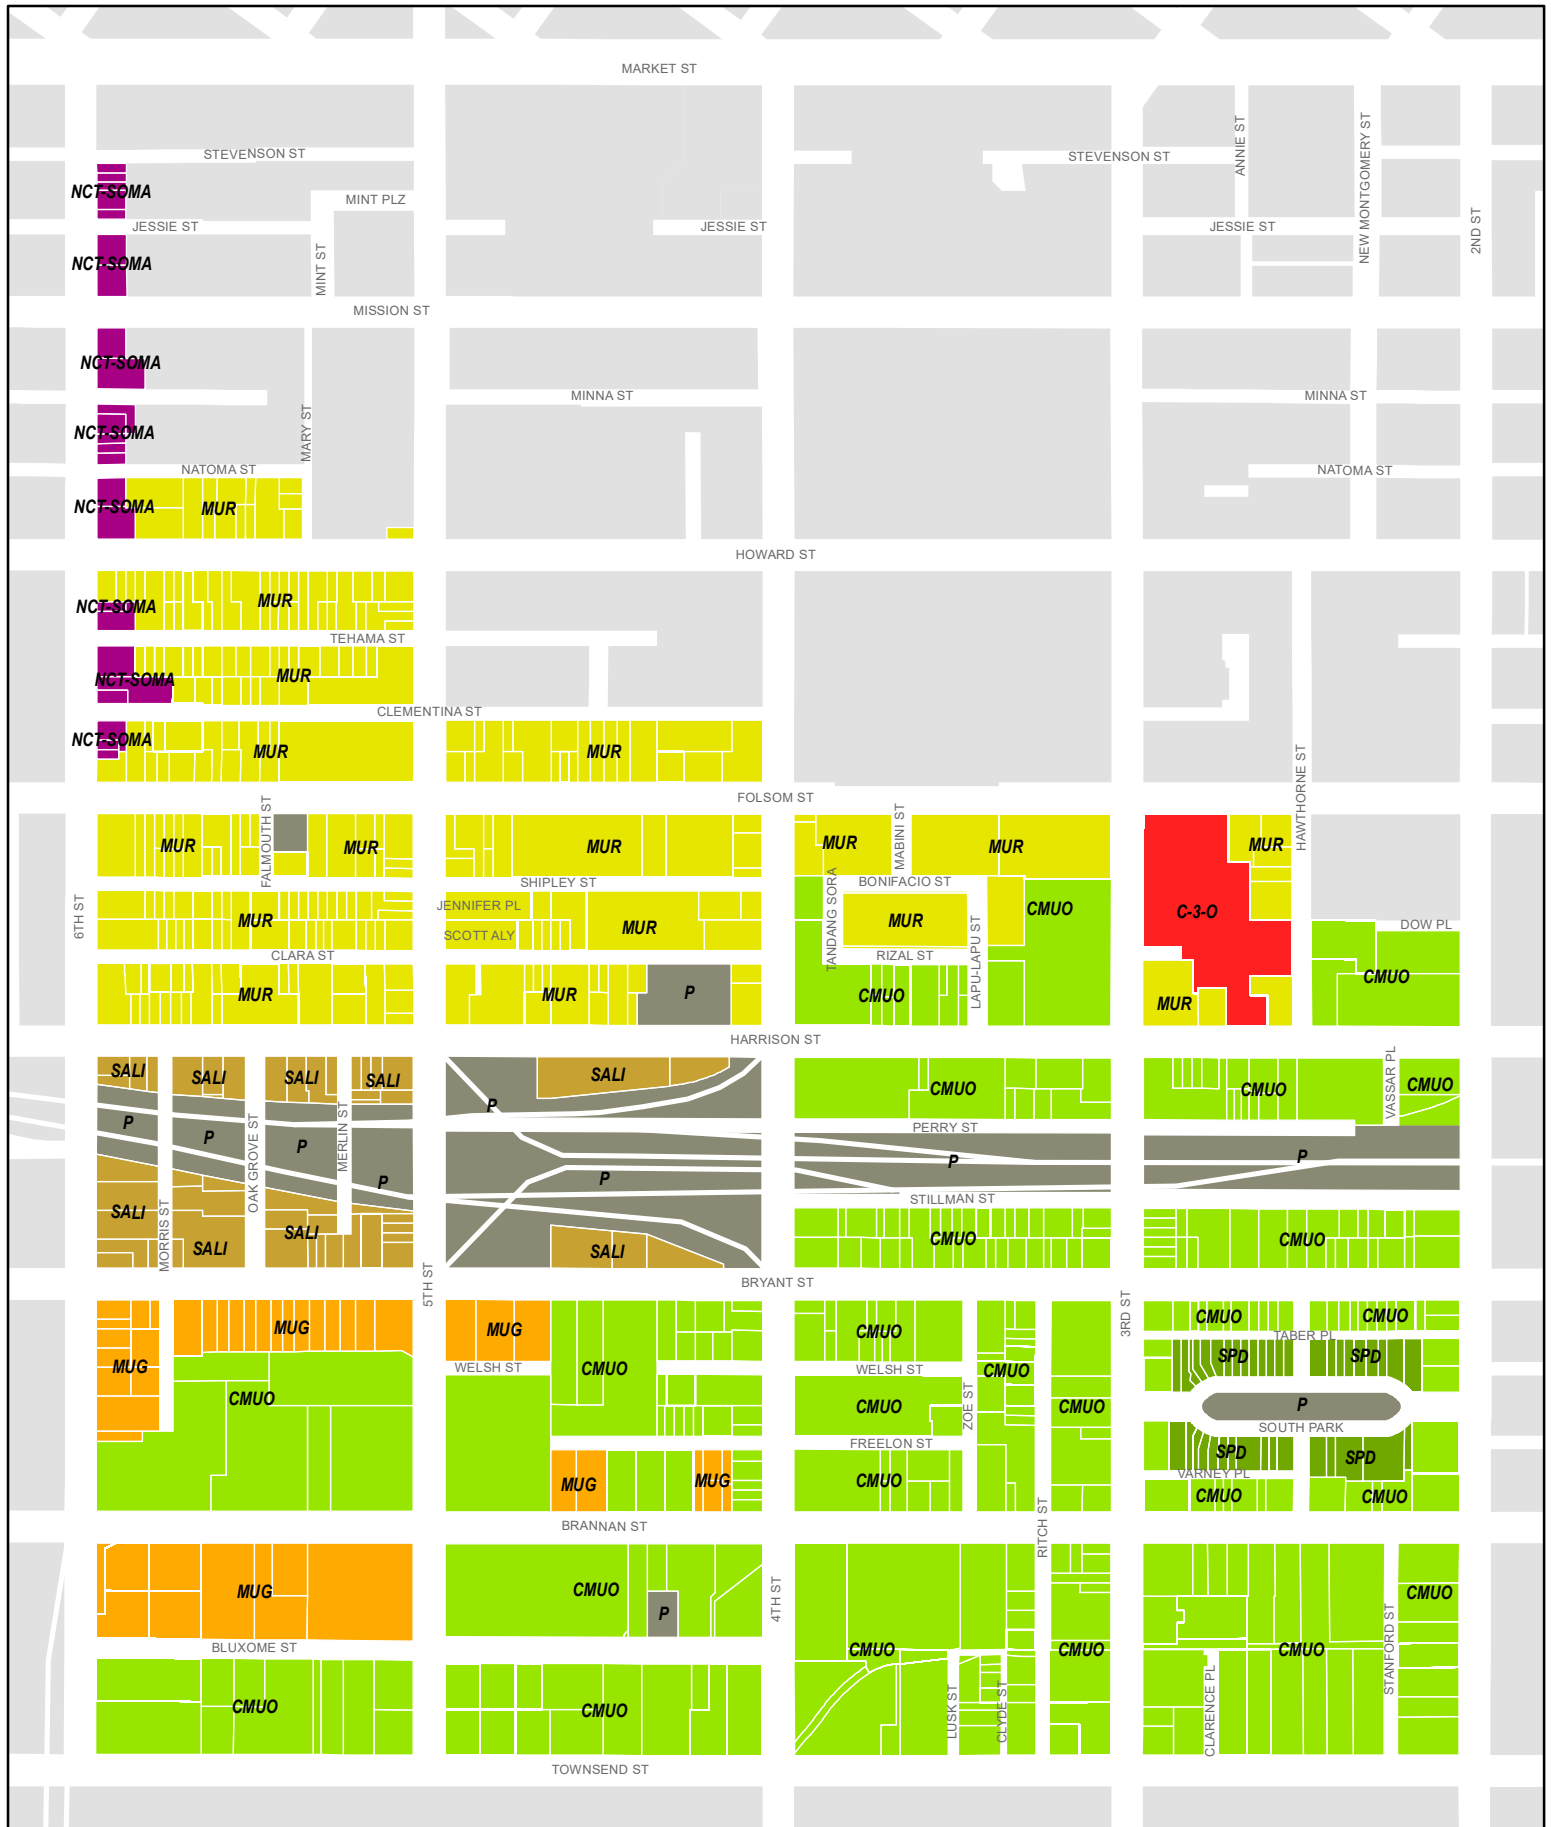 MARKET ST
STEVENSON ST
STEVENSON ST
ANNIE ST
NEW MONTGOMERY ST
NCT-SOMA
MINT PLZ
JESSIE ST
JESSIE ST
JESSIE ST
2ND ST
NCT-SOMA
MINT ST
MISSION ST
NCT-SOMA
MINNA ST
MINNA ST
NCT-SOMA
MARY ST
NATOMA ST
NATOMA ST
NCT-SOMA
MUR
HOWARD ST
NCT-SOMA
MUR
TEHAMA ST
NCT-SOMA
MUR
CLEMENTINA ST
NCT-SOMA
MUR
MUR
HAWTHORNE ST
FOLSOM ST
MUR
FALMOUTH ST
MUR
MUR
MUR
MABINI ST
MUR
MUR
SHIPLEY ST
BONIFACIO ST
6TH ST
JENNIFER PL
MUR
MUR
SCOTT ALY
TANDANG SORA
MUR
CMUO
C-3-O
DOW PL
CLARA ST
RIZAL ST
LAPU-LAPU ST
MUR
MUR
P
CMUO
MUR
CMUO
HARRISON ST
SALI
SALI
SALI
SALI
SALI
CMUO
CMUO
VASSAR PL
CMUO
P
P
P
P
MERLIN ST
OAK GROVE ST
PERRY ST
P
P
P
P
STILLMAN ST
SALI
MORRIS ST
SALI
SALI
SALI
CMUO
CMUO
BRYANT ST
5TH ST
3RD ST
MUG
MUG
MUG
CMUO
CMUO
CMUO
TABER PL
MUG
WELSH ST
CMUO
WELSH ST
CMUO
SPD
SPD
CMUO
CMUO
ZOE ST
CMUO
P
SOUTH PARK
FREELON ST
SPD
SPD
VARNEY PL
MUG
MUG
CMUO
CMUO
CMUO
BRANNAN ST
RITCH ST
MUG
CMUO
P
4TH ST
CMUO
BLUXOME ST
CMUO
CMUO
CMUO
STANFORD ST
CMUO
CMUO
LUSK ST
CLYDE ST
CLARENCE PL
TOWNSEND ST